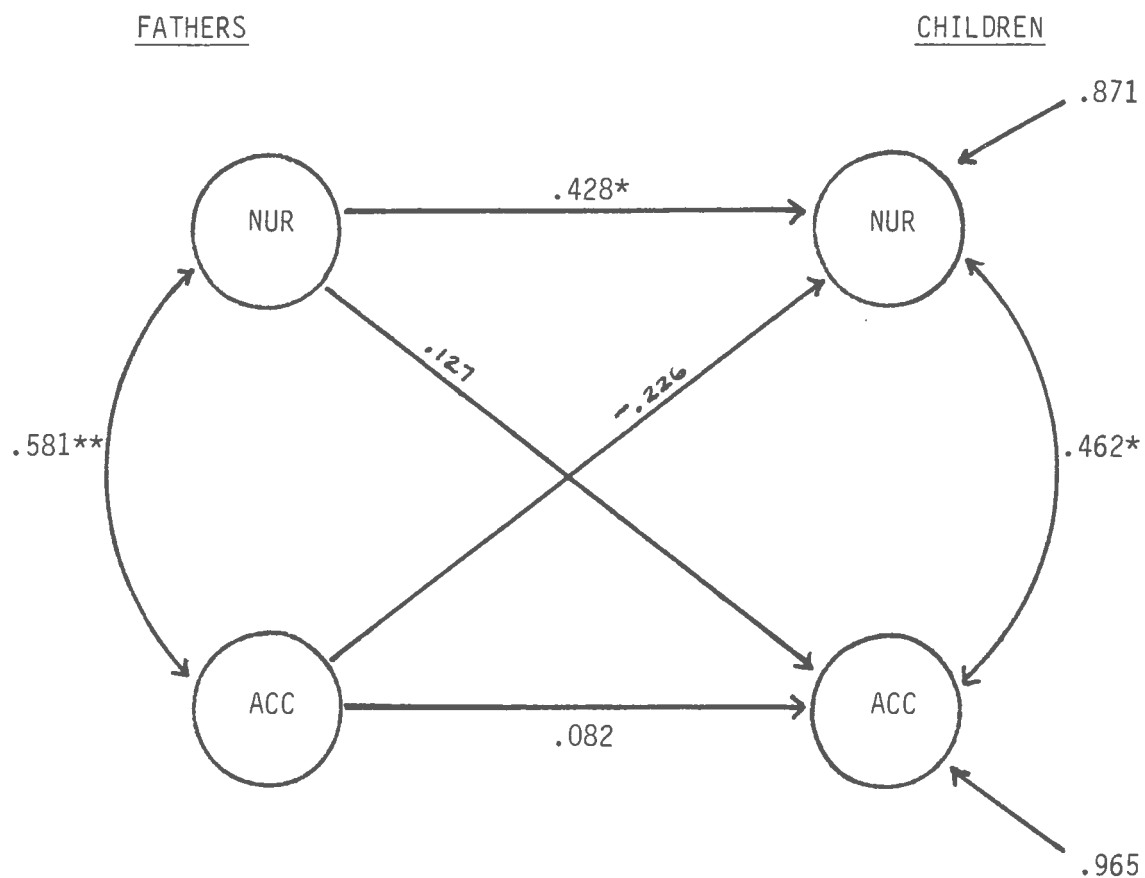 FATHERS
CHILDREN
.871
.428*
NUR
NUR
.127
-.226
.581**
.462*
ACC
ACC
.082
.965